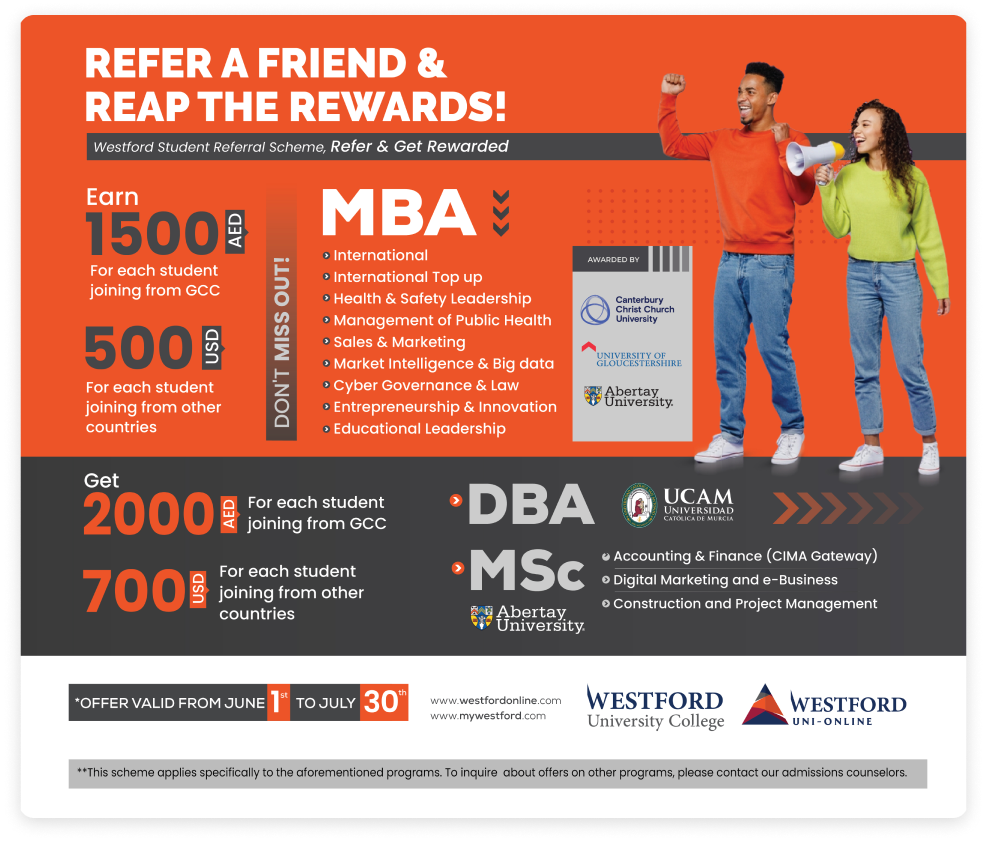 REFER A FRIEND &
REAP THE REWARDS!
Westford Student Referral Scheme, Refer & Get Rewarded
Earn
1500 AED
For each student
joining from GCC
500 USD
For each student
joining from other
countries
DON'T MISS OUT!
MBA
International
International Top up
Health & Safety Leadership
Management of Public Health
Sales & Marketing
Market Intelligence & Big data
Cyber Governance & Law
Entrepreneurship & Innovation
Educational Leadership
AWARDED BY
Canterbury
Christ Church
University
UNIVERSITY OF
GLOUCESTERSHIRE
Abertay
University.
Get
2000 AED
For each student
joining from GCC
700 USD
For each student
joining from other
countries
DBA
UCAM
UNIVERSIDAD
CATÓLICA DE MURCIA
MSc
Abertay
University.
Accounting & Finance (CIMA Gateway)
Digital Marketing and e-Business
Construction and Project Management
*OFFER VALID FROM JUNE 1st TO JULY 30th
www.westfordonline.com
www.mywestford.com
WESTFORD
University College
WESTFORD
UNI-ONLINE
**This scheme applies specifically to the aforementioned programs. To inquire about offers on other programs, please contact our admissions counselors.